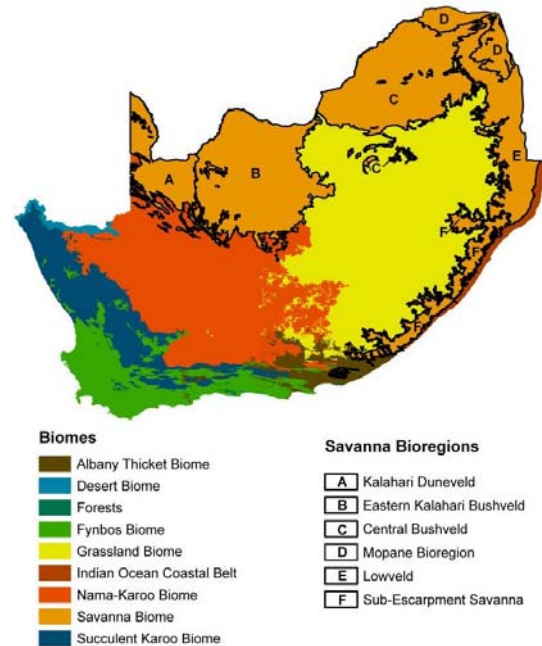 D
D
C
E
A
B
C
F
F
F
Biomes
Albany Thicket Biome
Desert Biome
Forests
Fynbos Biome
Grassland Biome
Indian Ocean Coastal Belt
Nama-Karoo Biome
Savanna Biome
Succulent Karoo Biome
Savanna Bioregions
A Kalahari Duneveld
B Eastern Kalahari Bushveld
C Central Bushveld
D Mopane Bioregion
E Lowveld
F Sub-Escarpment Savanna